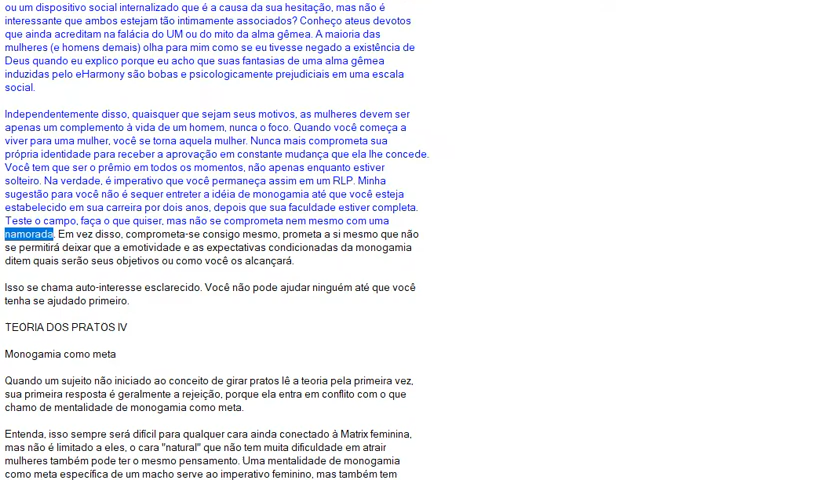 ou um dispositivo social internalizado que é a causa da sua hesitação, mas não é
interessante que ambos estejam tão intimamente associados? Conheço ateus devotos
que ainda acreditam na falácia do UM ou do mito da alma gêmea. A maioria das
mulheres (e homens demais) olha para mim como se eu tivesse negado a existência de
Deus quando eu explico porque eu acho que suas fantasias de uma alma gêmea
induzidas pelo eHarmony são bobas e psicologicamente prejudiciais em uma escala
social.
Independentemente disso, quaisquer que sejam seus motivos, as mulheres devem ser
apenas um complemento à vida de um homem, nunca o foco. Quando você começa a
viver para uma mulher, você se torna aquela mulher. Nunca mais comprometa sua
própria identidade para receber a aprovação em constante mudança que ela lhe concede.
Você tem que ser o prêmio em todos os momentos, não apenas enquanto estiver
solteiro. Na verdade, é imperativo que você permaneça assim em um RLP. Minha
sugestão para você não é sequer entreter a idéia de monogamia até que você esteja
estabelecido em sua carreira por dois anos, depois que sua faculdade estiver completa.
Teste o campo, faça o que quiser, mas não se comprometa nem mesmo com uma
namorada. Em vez disso, comprometa-se consigo mesmo, prometa a si mesmo que não
se permitirá deixar que a emotividade e as expectativas condicionadas da monogamia
ditem quais serão seus objetivos ou como você os alcançará.
Isso se chama auto-interesse esclarecido. Você não pode ajudar ninguém até que você
tenha se ajudado primeiro.
TEORIA DOS PRATOS IV
Monogamia como meta
Quando um sujeito não iniciado ao conceito de girar pratos lê a teoria pela primeira vez,
sua primeira resposta é geralmente a rejeição, porque ela entra em conflito com o que
chamo de mentalidade de monogamia como meta.
Entenda, isso sempre será difícil para qualquer cara ainda conectado à Matrix feminina,
mas não é limitado a eles, o cara "natural" que não tem muita dificuldade em atrair
mulheres também pode ter o mesmo pensamento. Uma mentalidade de monogamia
como meta específica de um macho serve ao imperativo feminino, mas também tem